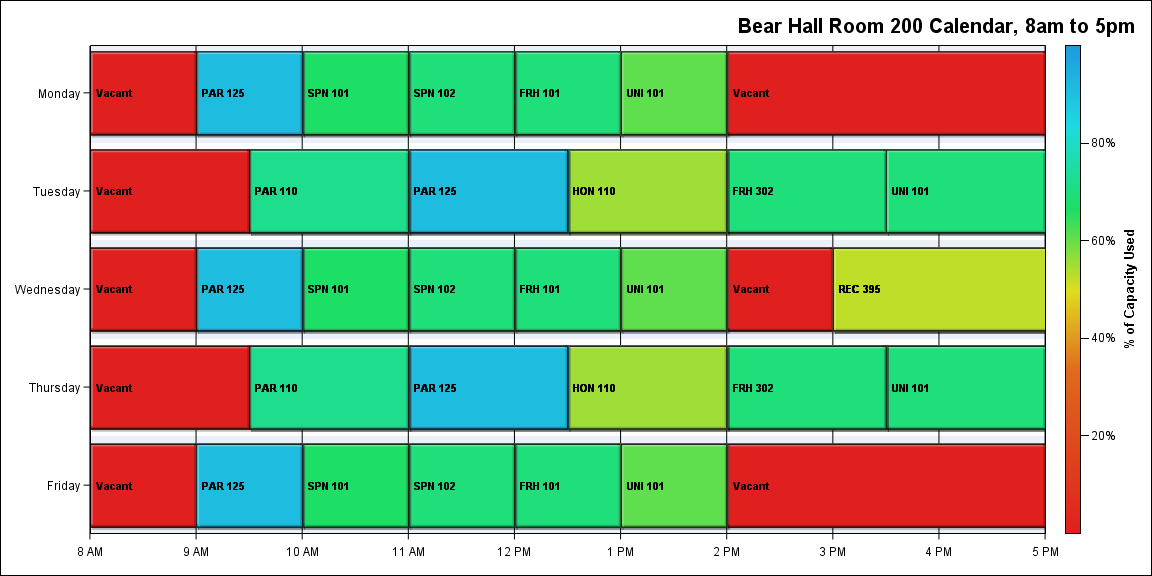 Bear Hall Room 200 Calendar, 8am to 5pm
Monday
Vacant
PAR 125
SPN 101
SPN 102
FRH 101
UNI 101
Vacant
Tuesday
Vacant
PAR 110
PAR 125
HON 110
FRH 302
UNI 101
Wednesday
Vacant
PAR 125
SPN 101
SPN 102
FRH 101
UNI 101
Vacant
REC 395
Thursday
Vacant
PAR 110
PAR 125
HON 110
FRH 302
UNI 101
Friday
Vacant
PAR 125
SPN 101
SPN 102
FRH 101
UNI 101
Vacant
8 AM
9 AM
10 AM
11 AM
12 PM
1 PM
2 PM
3 PM
4 PM
5 PM
80%
60%
40%
20%
% of Capacity Used